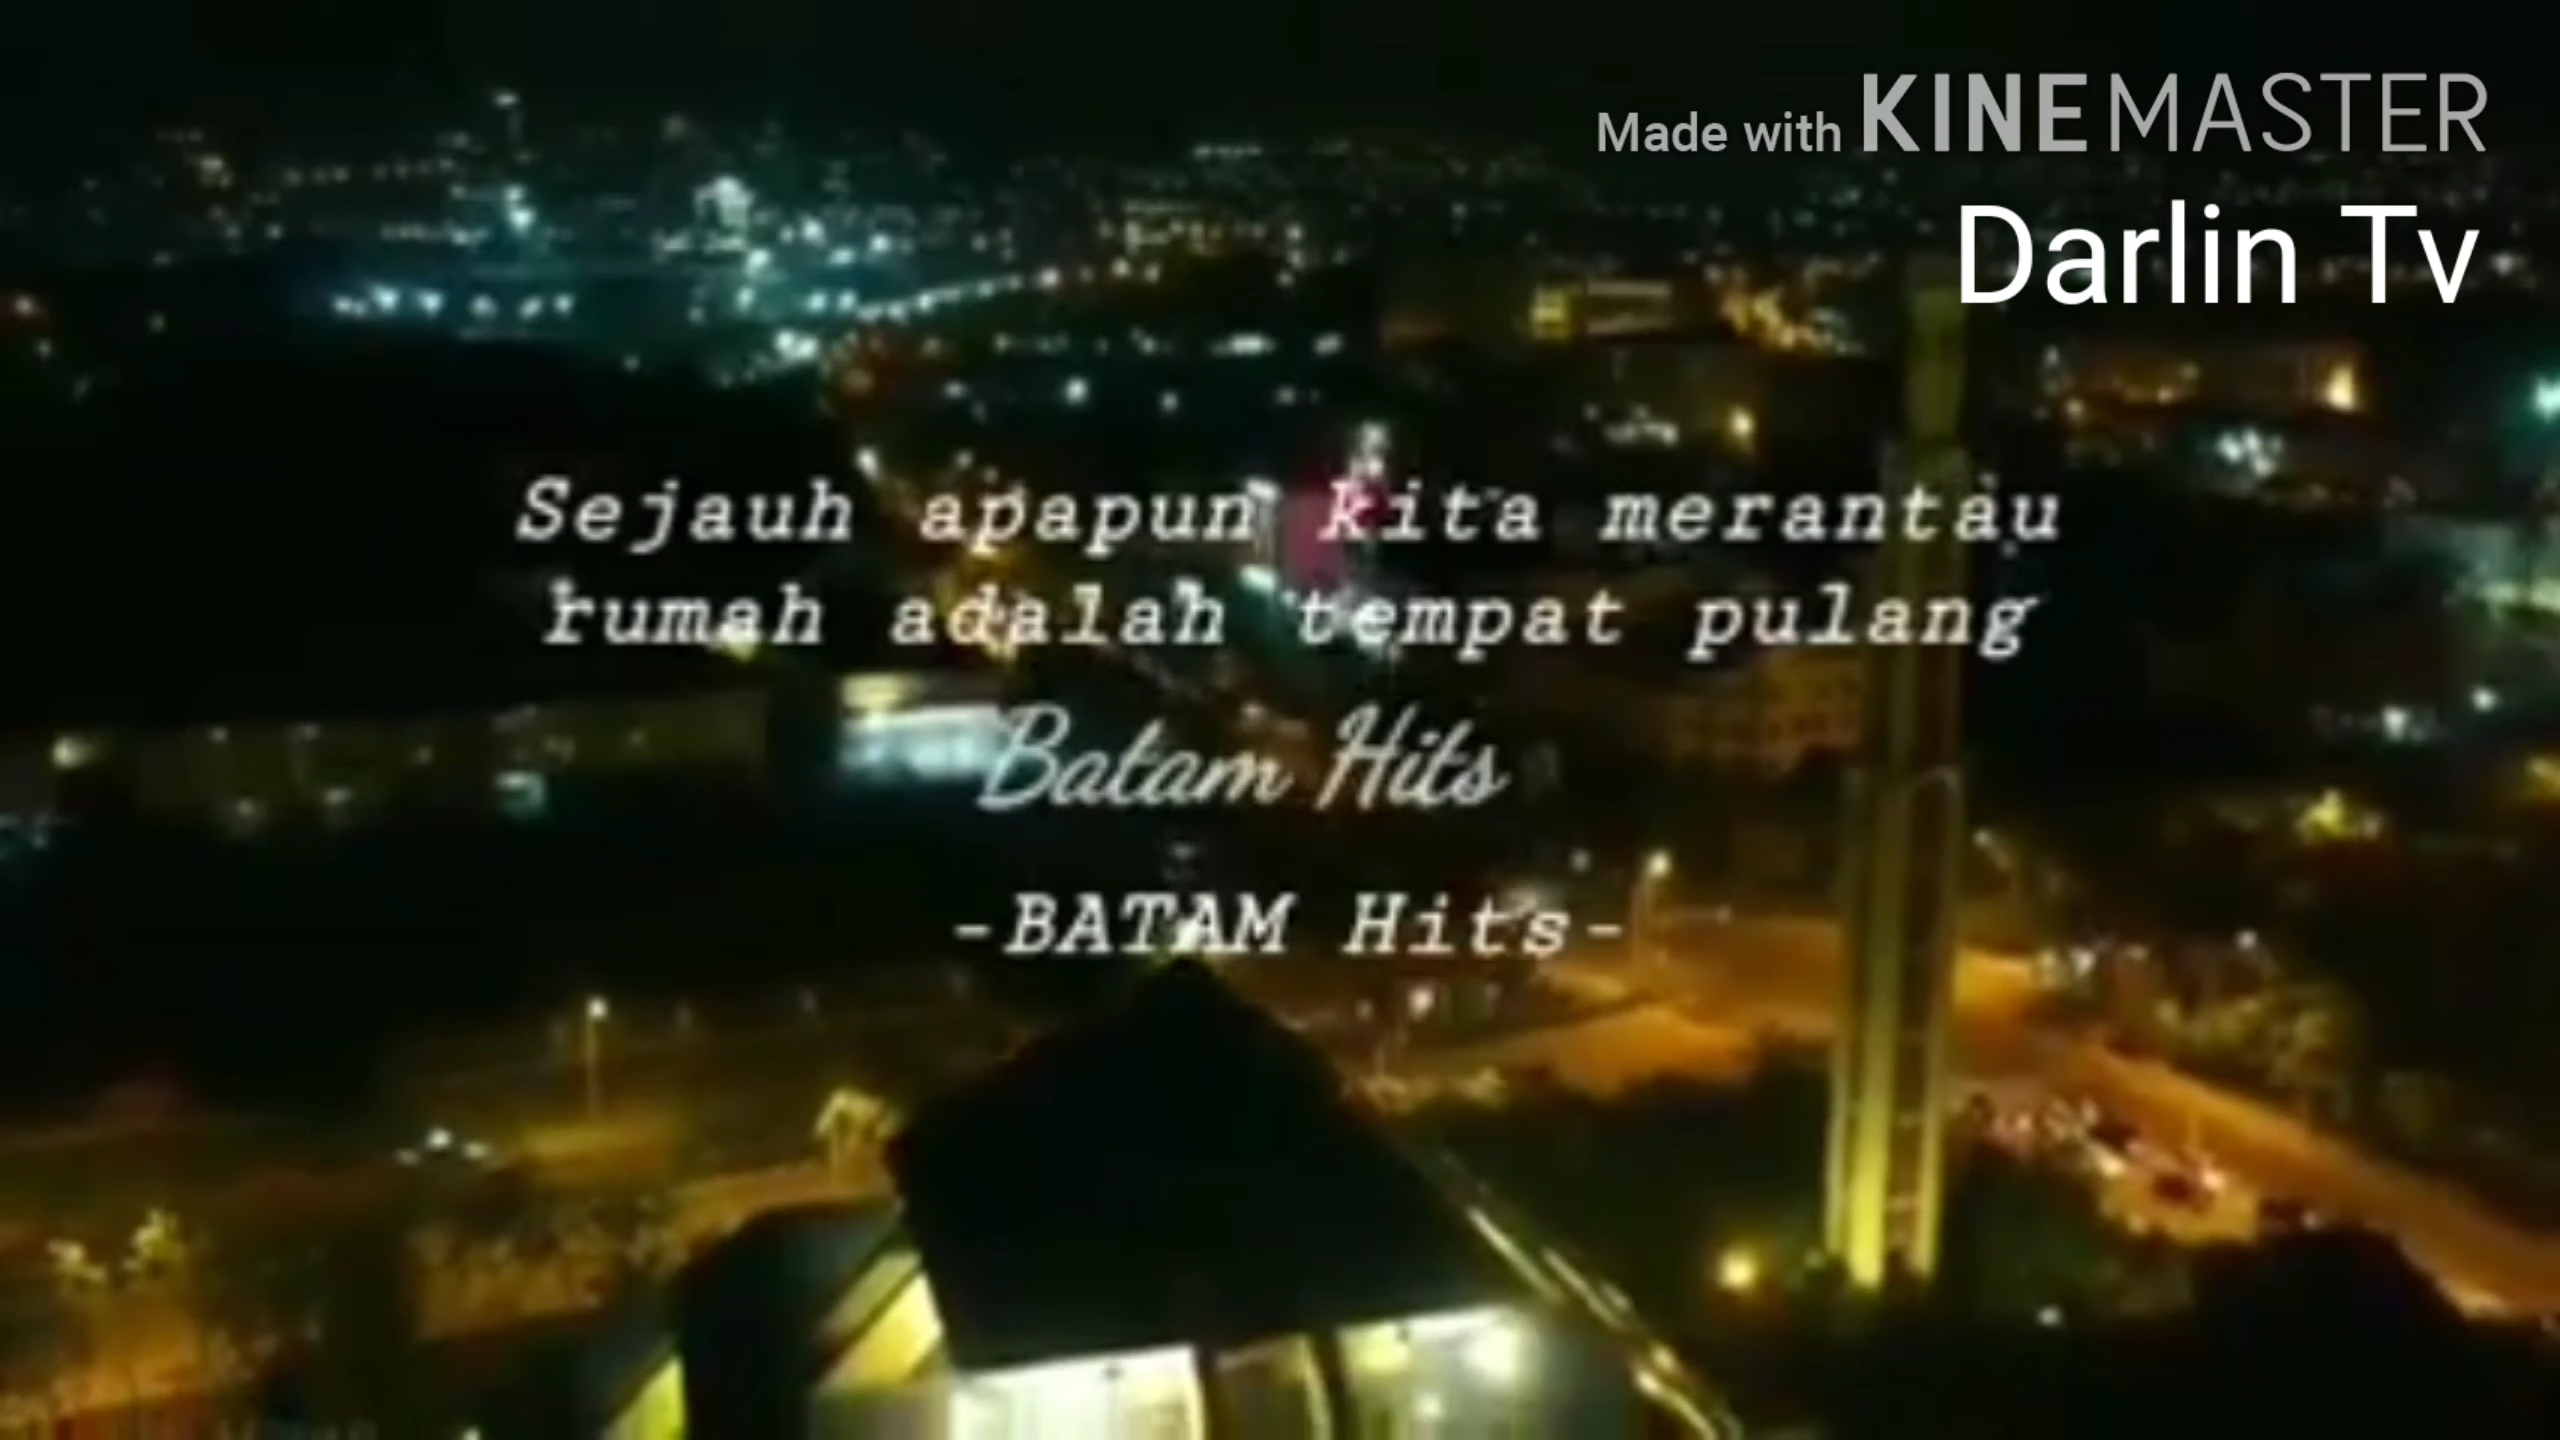 Made with KINEMASTER
Darlin Tv
Sejauh apapun kita merantau
rumah adalah tempat pulang
Batam Hits
-BATAM Hits-